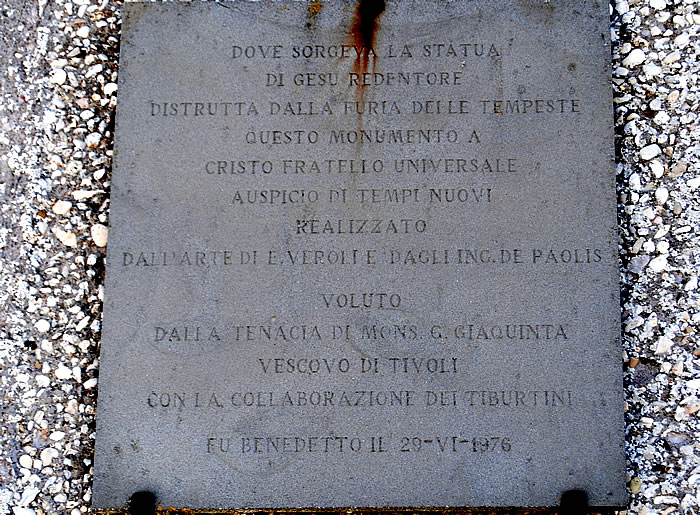 DOVE SORGEVA LA STATUA
DI GESU REDENTORE
DISTRUTTA DALLA FURIA DELLE TEMPESTE
QUESTO MONUMENTO A
CRISTO FRATELLO UNIVERSALE
AUSPICIO DI TEMPI NUOVI
REALIZZATO
DALL'ARTE DI E. VEROLI E DAGLI ING. DE PAOLIS
VOLUTO
DALLA TENACIA DI MONS. G. GIAQUINTA
VESCOVO DI TIVOLI
CON LA COLLABORAZIONE DEI TIBURTINI
FU BENEDETTO IL 29-VI-1976